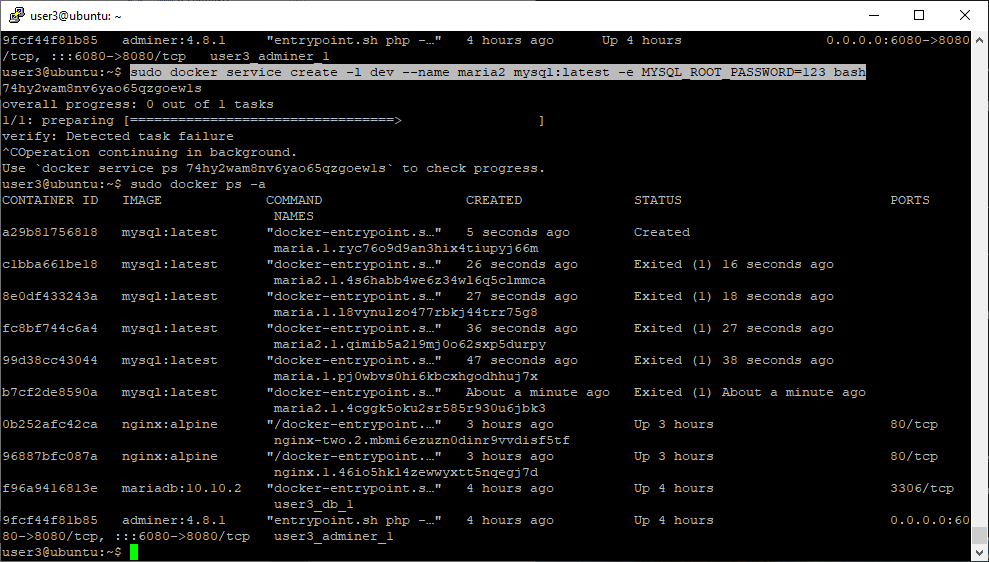 user3@ubuntu: ~
9fcf44f81b85   adminer:4.8.1     "entrypoint.sh php -…"   4 hours ago      Up 4 hours                    0.0.0.0:6080->8080
/tcp, :::6080->8080/tcp   user3_adminer_1
user3@ubuntu:~$ sudo docker service create -l dev --name maria2 mysql:latest -e MYSQL_ROOT_PASSWORD=123 bash
74hy2wam8nv6yao65qzgoew1s
overall progress: 0 out of 1 tasks
1/1: preparing [=================================>                 ]
verify: Detected task failure
^COperation continuing in background.
Use `docker service ps 74hy2wam8nv6yao65qzgoew1s` to check progress.
user3@ubuntu:~$ sudo docker ps -a
CONTAINER ID   IMAGE             COMMAND                  CREATED              STATUS                          PORTS
NAMES
a29b81756818   mysql:latest      "docker-entrypoint.s…"   5 seconds ago        Created
maria.1.ryc76o9d9an3hix4tiupyj66m
c1bba661be18   mysql:latest      "docker-entrypoint.s…"   26 seconds ago       Exited (1) 16 seconds ago
maria2.1.4s6habb4we6z34wl6q5clmmca
8e0df433243a   mysql:latest      "docker-entrypoint.s…"   27 seconds ago       Exited (1) 18 seconds ago
maria.1.l8vynulzo477rbkj44trr75g8
fc8bf744c6a4   mysql:latest      "docker-entrypoint.s…"   36 seconds ago       Exited (1) 27 seconds ago
maria2.1.qimib5a2l9mj0o62sxp5durpy
99d38cc43044   mysql:latest      "docker-entrypoint.s…"   47 seconds ago       Exited (1) 38 seconds ago
maria.1.pj0wbvs0hi6kbcxhgodhhuj7x
b7cf2de8590a   mysql:latest      "docker-entrypoint.s…"   About a minute ago   Exited (1) About a minute ago
maria2.1.4cggk5oku2sr585r930u6jbk3
0b252afc42ca   nginx:alpine      "/docker-entrypoint.…"   3 hours ago          Up 3 hours                      80/tcp
nginx-two.2.mbmi6ezuzn0dinr9vvdisf5tf
96887bfc087a   nginx:alpine      "/docker-entrypoint.…"   3 hours ago          Up 3 hours                      80/tcp
nginx.1.46io5hkl4zewwyxtt5nqegj7d
f96a9416813e   mariadb:10.10.2   "docker-entrypoint.s…"   4 hours ago          Up 4 hours                      3306/tcp
user3_db_1
9fcf44f81b85   adminer:4.8.1     "entrypoint.sh php -…"   4 hours ago          Up 4 hours                      0.0.0.0:60
80->8080/tcp, :::6080->8080/tcp   user3_adminer_1
user3@ubuntu:~$